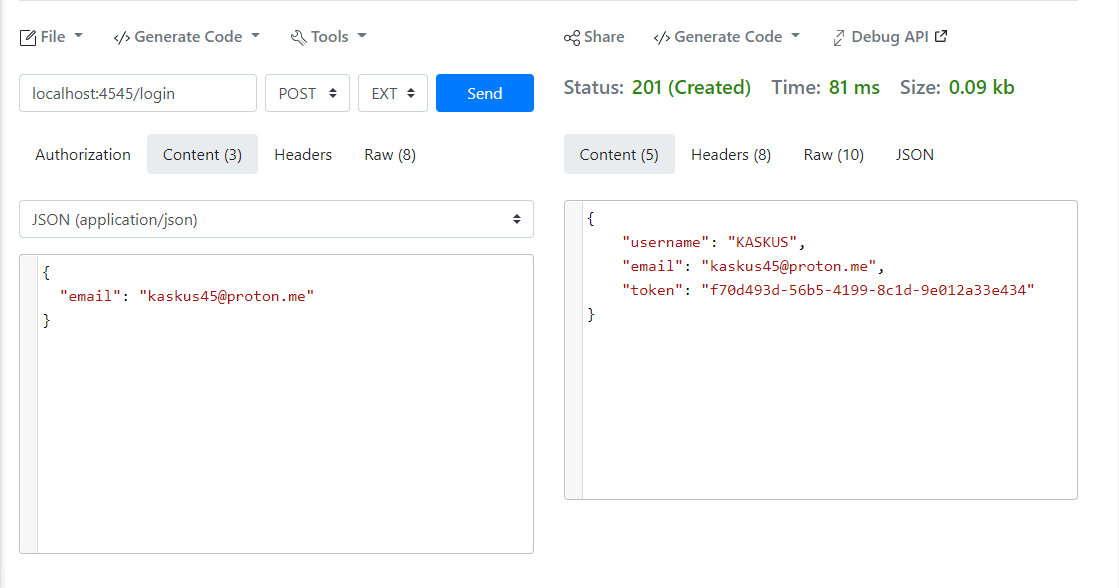 File Generate Code Tools
localhost:4545/login POST EXT Send
Authorization Content (3) Headers Raw (8)
JSON (application/json)
{
"email": "kaskus45@proton.me"
}
Share Generate Code Debug API
Status: 201 (Created) Time: 81 ms Size: 0.09 kb
Content (5) Headers (8) Raw (10) JSON
{
"username": "KASKUS",
"email": "kaskus45@proton.me",
"token": "f70d493d-56b5-4199-8c1d-9e012a33e434"
}